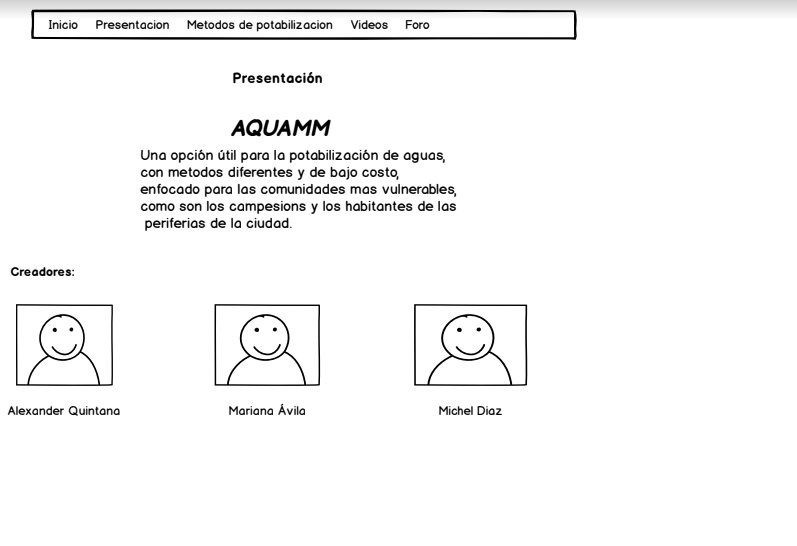 Inicio Presentacion Metodos de potabilizacion Videos Foro
Presentación
AQUAMM
Una opción útil para la potabilización de aguas,
con metodos diferentes y de bajo costo,
enfocado para las comunidades mas vulnerables,
como son los campesions y los habitantes de las
periferias de la ciudad.
Creadores:
Alexander Quintana Mariana Ávila Michel Diaz